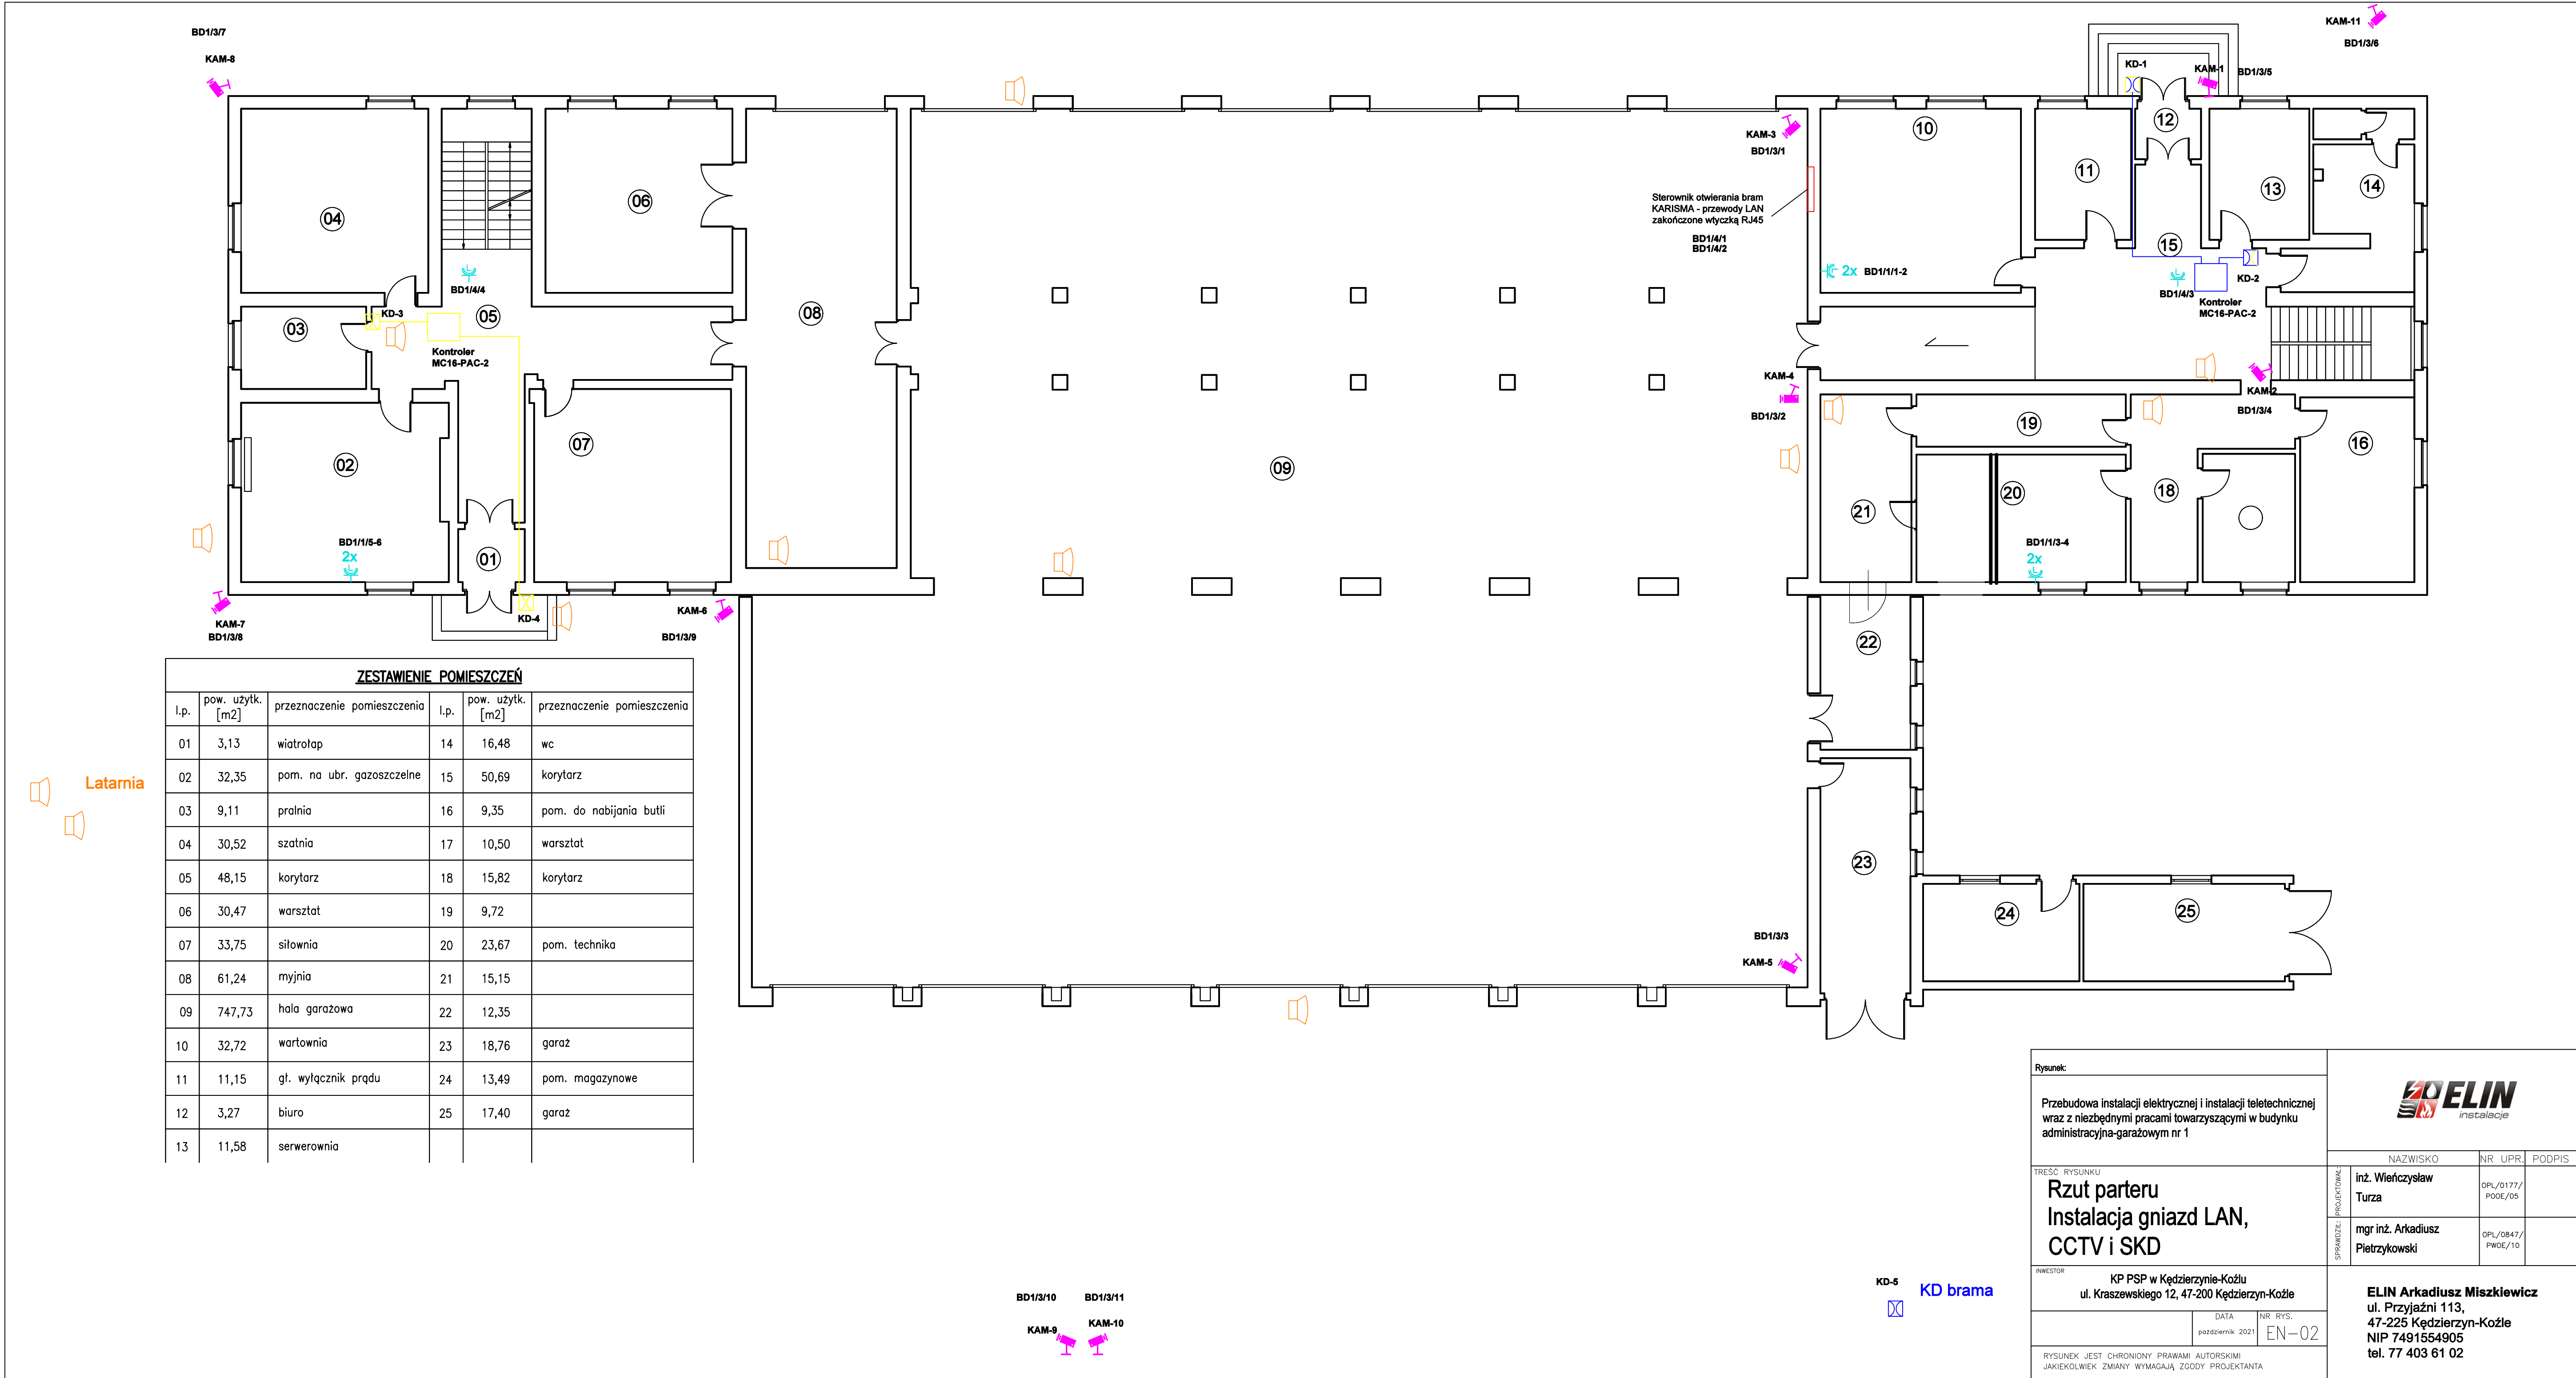 BD1/3/7
KAM-8
KAM-11
BD1/3/6
KD-1
KAM-1
BD1/3/5
KAM-3
BD1/3/1
10
12
11
13
14
04
06
Sterownik otwierania bram
KARISMA - przewody LAN
zakończone wtyczką RJ45
BD1/4/1
BD1/4/2
15
2x BD1/1/1-2
BD1/4/3
KD-2
Kontroler
MC16-PAC-2
BD1/4/4
KD-3
03
05
08
Kontroler
MC16-PAC-2
KAM-4
BD1/3/2
KAM-2
BD1/3/4
19
16
07
02
09
20
18
21
BD1/1/5-6
2x
01
BD1/1/3-4
2x
KAM-7
BD1/3/8
KD-4
KAM-6
BD1/3/9
22
23
24
25
BD1/3/3
KAM-5
Latarnia
ZESTAWIENIE POMIESZCZEŃ
l.p. pow. użytk. [m2] przeznaczenie pomieszczenia l.p. pow. użytk. [m2] przeznaczenie pomieszczenia
01 3,13 wiatrołap 14 16,48 wc
02 32,35 pom. na ubr. gazoszczelne 15 50,69 korytarz
03 9,11 pralnia 16 9,35 pom. do nabijania butli
04 30,52 szatnia 17 10,50 warsztat
05 48,15 korytarz 18 15,82 korytarz
06 30,47 warsztat 19 9,72
07 33,75 siłownia 20 23,67 pom. technika
08 61,24 myjnia 21 15,15
09 747,73 hala garażowa 22 12,35
10 32,72 wartownia 23 18,76 garaż
11 11,15 gł. wyłącznik prądu 24 13,49 pom. magazynowe
12 3,27 biuro 25 17,40 garaż
13 11,58 serwerownia
BD1/3/10 BD1/3/11
KAM-9 KAM-10
KD-5
KD brama
Rysunek:
Przebudowa instalacji elektrycznej i instalacji teletechnicznej
wraz z niezbędnymi pracami towarzyszącymi w budynku
administracyjna-garażowym nr 1
ELIN
instalacje
NAZWISKO NR UPR. PODPIS
TREŚĆ RYSUNKU
Rzut parteru
Instalacja gniazd LAN,
CCTV i SKD
PROJEKTOWAŁ:
inż. Wieńczysław
Turza
OPL/0177/
POOE/05
SPRAWDZIŁ:
mgr inż. Arkadiusz
Pietrzykowski
OPL/0847/
PWOE/10
INWESTOR
KP PSP w Kędzierzynie-Koźlu
ul. Kraszewskiego 12, 47-200 Kędzierzyn-Koźle
DATA
październik 2021
NR RYS.
EN-02
RYSUNEK JEST CHRONIONY PRAWAMI AUTORSKIMI
JAKIEKOLWIEK ZMIANY WYMAGAJĄ ZGODY PROJEKTANTA
ELIN Arkadiusz Miszkiewicz
ul. Przyjaźni 113,
47-225 Kędzierzyn-Koźle
NIP 7491554905
tel. 77 403 61 02